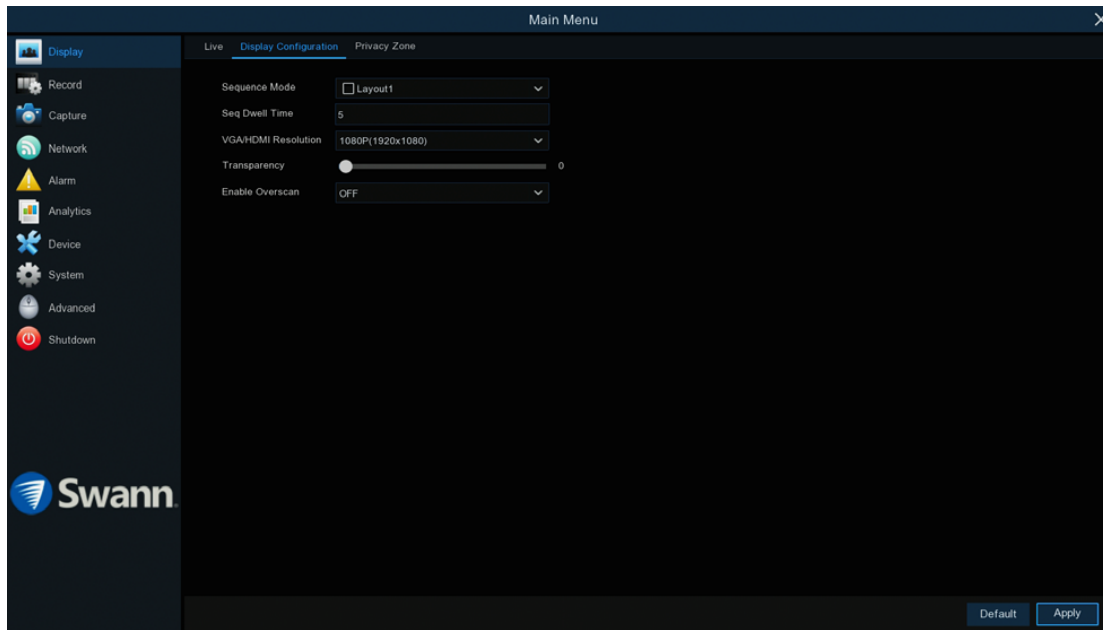 Main Menu
Display
Record
Capture
Network
Alarm
Analytics
Device
System
Advanced
Shutdown
Swann
Live Display Configuration Privacy Zone
Sequence Mode Layout1
Seq Dwell Time 5
VGA/HDMI Resolution 1080P(1920x1080)
Transparency 0
Enable Overscan OFF
Default Apply